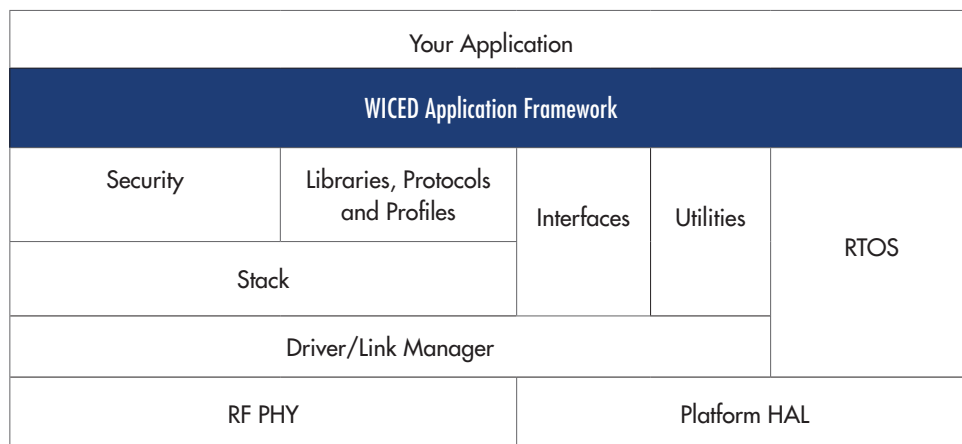 Your Application
WICED Application Framework
Security
Libraries, Protocols
and Profiles
Interfaces
Utilities
RTOS
Stack
Driver/Link Manager
RF PHY
Platform HAL